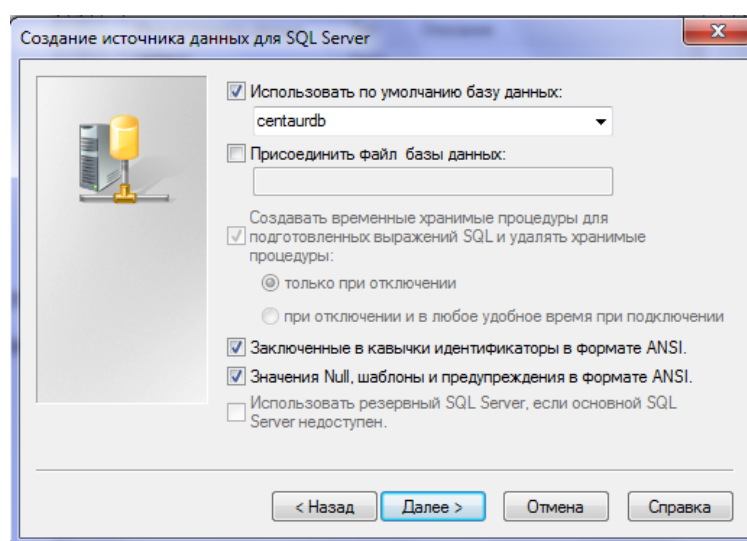 Создание источника данных для SQL Server
Использовать по умолчанию базу данных:
centaurdb
Присоединить файл базы данных:
Создавать временные хранимые процедуры для
подготовленных выражений SQL и удалять хранимые
процедуры:
только при отключении
при отключении и в любое удобное время при подключении
Заключенные в кавычки идентификаторы в формате ANSI.
Значения Null, шаблоны и предупреждения в формате ANSI.
Использовать резервный SQL Server, если основной SQL
Server недоступен.
< Назад Далее > Отмена Справка